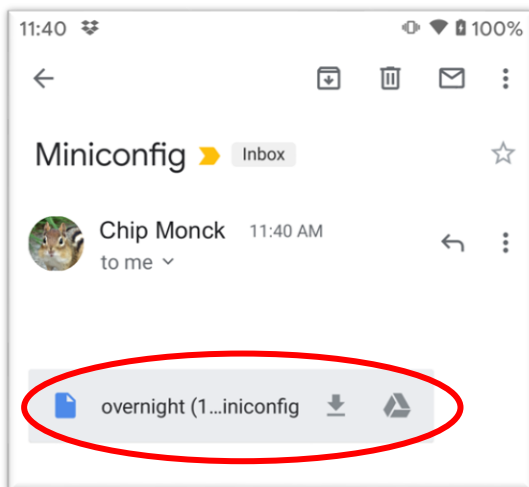 11:40 100%
Miniconfig Inbox
Chip Monck 11:40 AM
to me
overnight (1...iniconfig